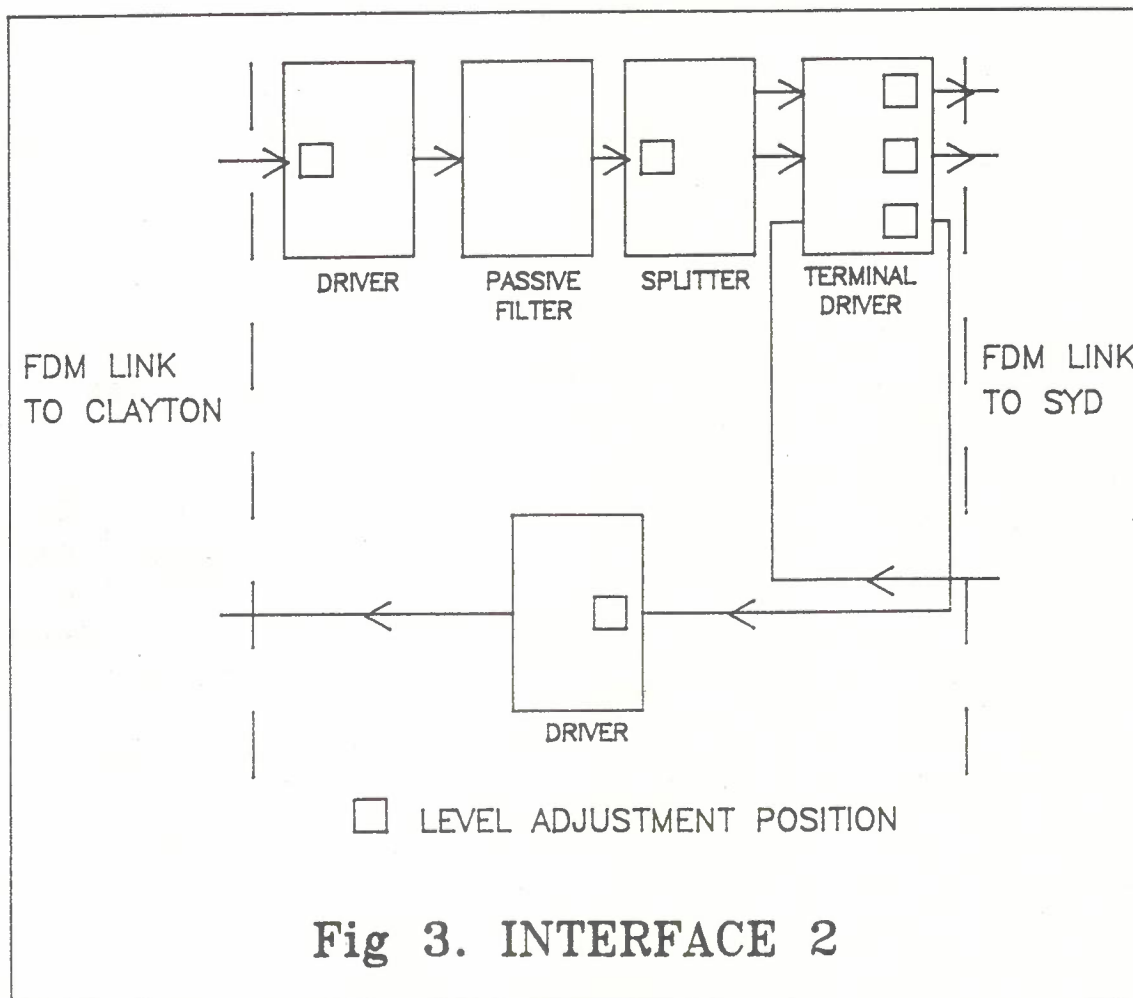 DRIVER
PASSIVE
FILTER
SPLITTER
TERMINAL
DRIVER
FDM LINK
TO CLAYTON
FDM LINK
TO SYD
DRIVER
LEVEL ADJUSTMENT POSITION
Fig 3. INTERFACE 2